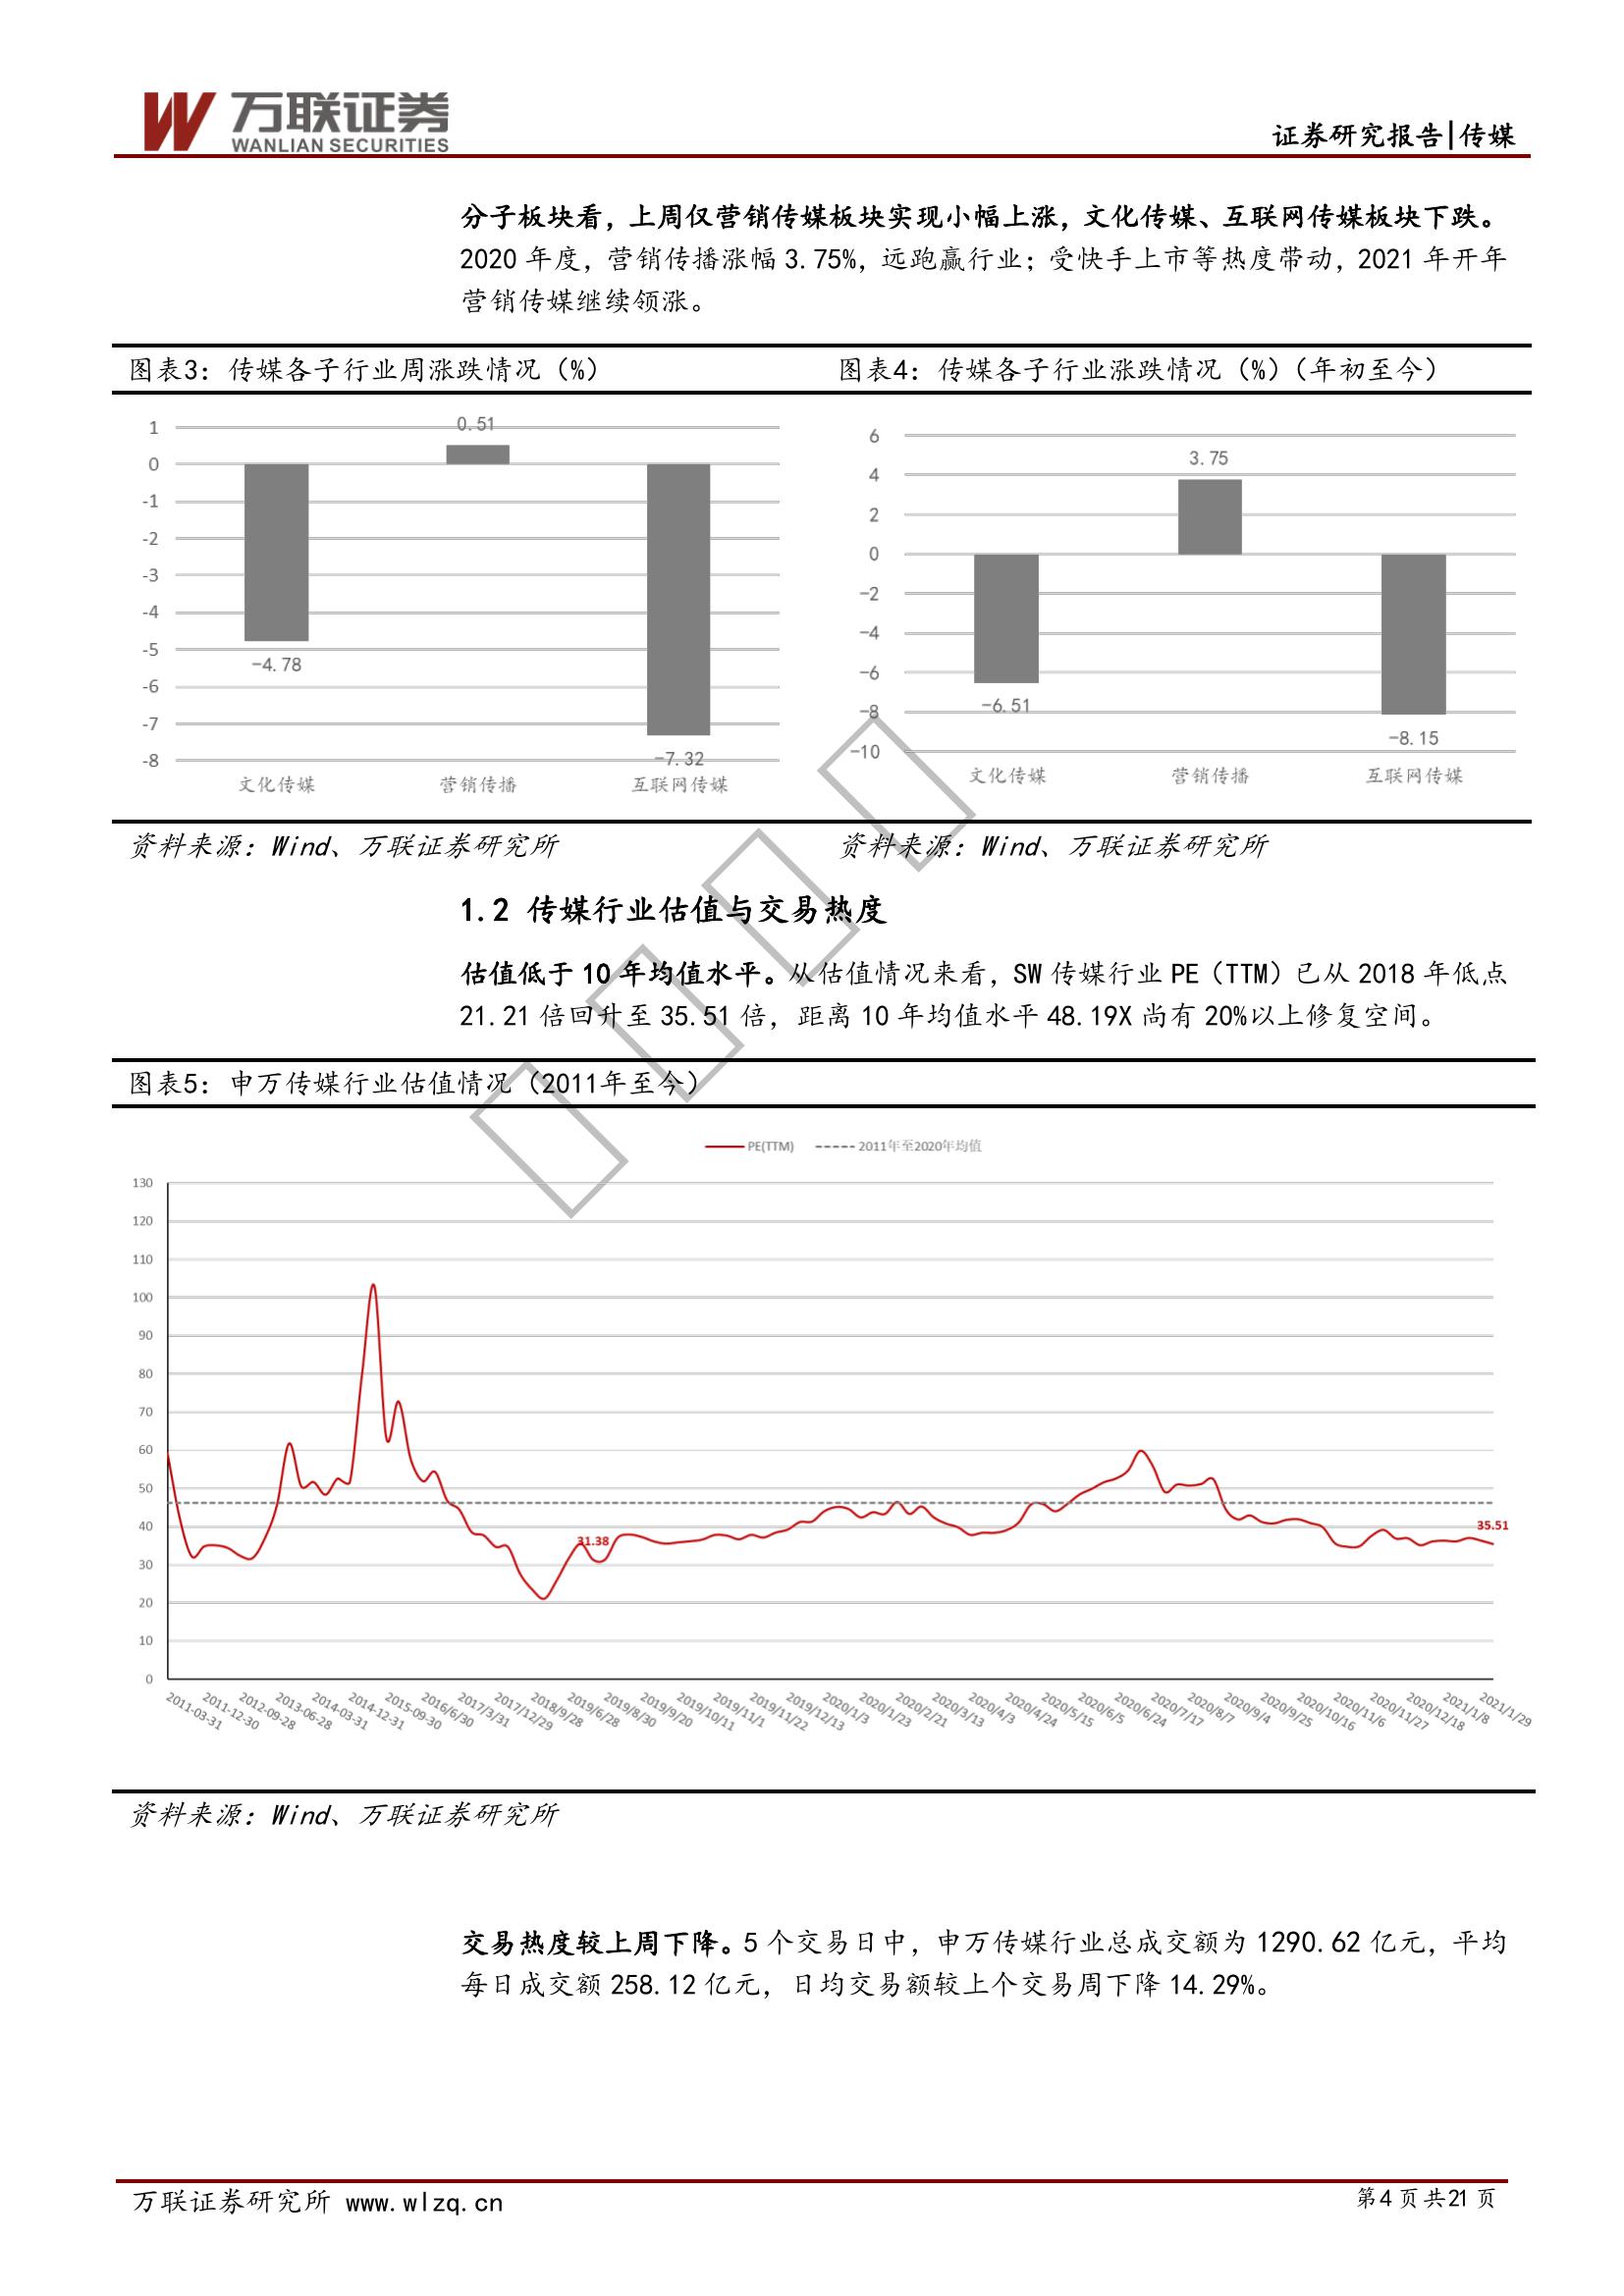 万联证券
WANLIAN SECURITIES
证券研究报告|传媒
分子板块看，上周仅营销传媒板块实现小幅上涨，文化传媒、互联网传媒板块下跌。
2020 年度，营销传播涨幅 3.75%，远跑赢行业；受快手上市等热度带动，2021 年开年
营销传媒继续领涨。
图表3：传媒各子行业周涨跌情况（%）
1
0
-1
-2
-3
-4
-5
-6
-7
-8
0.51
-4.78
-7.32
文化传媒 营销传播 互联网传媒
资料来源：Wind、万联证券研究所
图表4：传媒各子行业涨跌情况（%）（年初至今）
6
4
2
0
-2
-4
-6
-8
-10
3.75
-6.51
-8.15
文化传媒 营销传播 互联网传媒
资料来源：Wind、万联证券研究所
1.2 传媒行业估值与交易热度
估值低于 10 年均值水平。从估值情况来看，SW 传媒行业 PE（TTM）已从 2018 年低点
21.21 倍回升至 35.51 倍，距离 10 年均值水平 48.19X 尚有 20%以上修复空间。
图表5：申万传媒行业估值情况（2011年至今）
PE(TTM) 2011年至2020年均值
130
120
110
100
90
80
70
60
50
40
30
20
10
0
31.38
35.51
2011-03-31 2011-12-30 2012-09-28 2013-06-28 2014-03-31 2014-12-31 2015-09-30 2016/6/30 2017/3/31 2017/12/29 2018/9/28 2019/6/28 2019/8/30 2019/9/20 2019/10/11 2019/11/1 2019/11/22 2019/12/13 2020/1/3 2020/1/23 2020/2/21 2020/3/13 2020/4/3 2020/4/24 2020/5/15 2020/6/5 2020/6/24 2020/7/17 2020/8/7 2020/9/4 2020/9/25 2020/10/16 2020/11/6 2020/11/27 2020/12/18 2021/1/8 2021/1/29
资料来源：Wind、万联证券研究所
交易热度较上周下降。5 个交易日中，申万传媒行业总成交额为 1290.62 亿元，平均
每日成交额 258.12 亿元，日均交易额较上个交易周下降 14.29%。
万联证券研究所 www.wlzq.cn
第4 页 共21 页